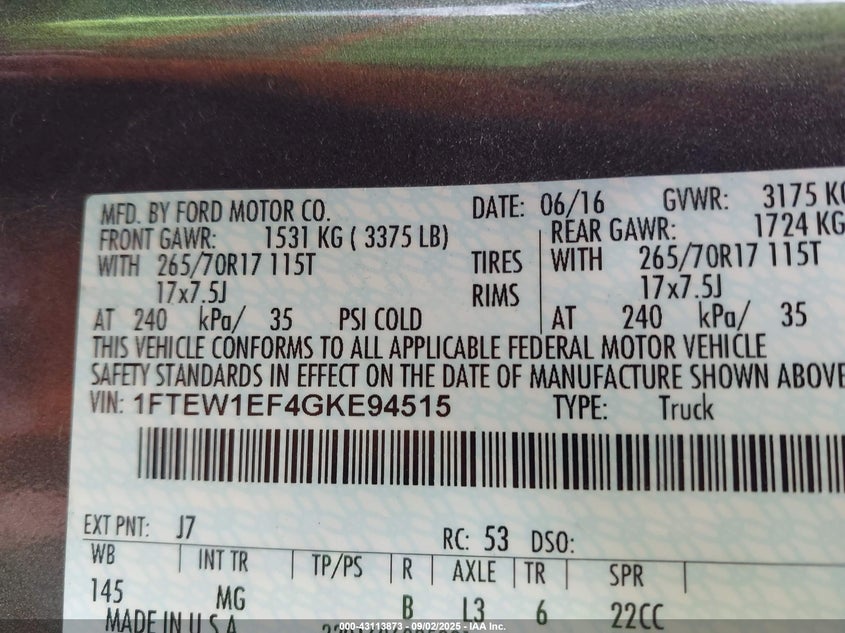 MFD. BY FORD MOTOR CO. DATE: 06/16 GVWR: 3175 KG
FRONT GAWR: 1531 KG ( 3375 LB) REAR GAWR: 1724 KG
WITH 265/70R17 115T TIRES WITH 265/70R17 115T
17x7.5J RIMS 17x7.5J
AT 240 kPa/ 35 PSI COLD AT 240 kPa/ 35
THIS VEHICLE CONFORMS TO ALL APPLICABLE FEDERAL MOTOR VEHICLE
SAFETY STANDARDS IN EFFECT ON THE DATE OF MANUFACTURE SHOWN ABOVE
VIN: 1FTEW1EF4GKE94515 TYPE: Truck
EXT PNT: J7 RC: 53 DSO:
WB INT TR TP/PS R AXLE TR SPR
145 MG B L3 6 22CC
MADE IN U.S.A.
000-43113873 - 09/02/2025 - IAA Inc.